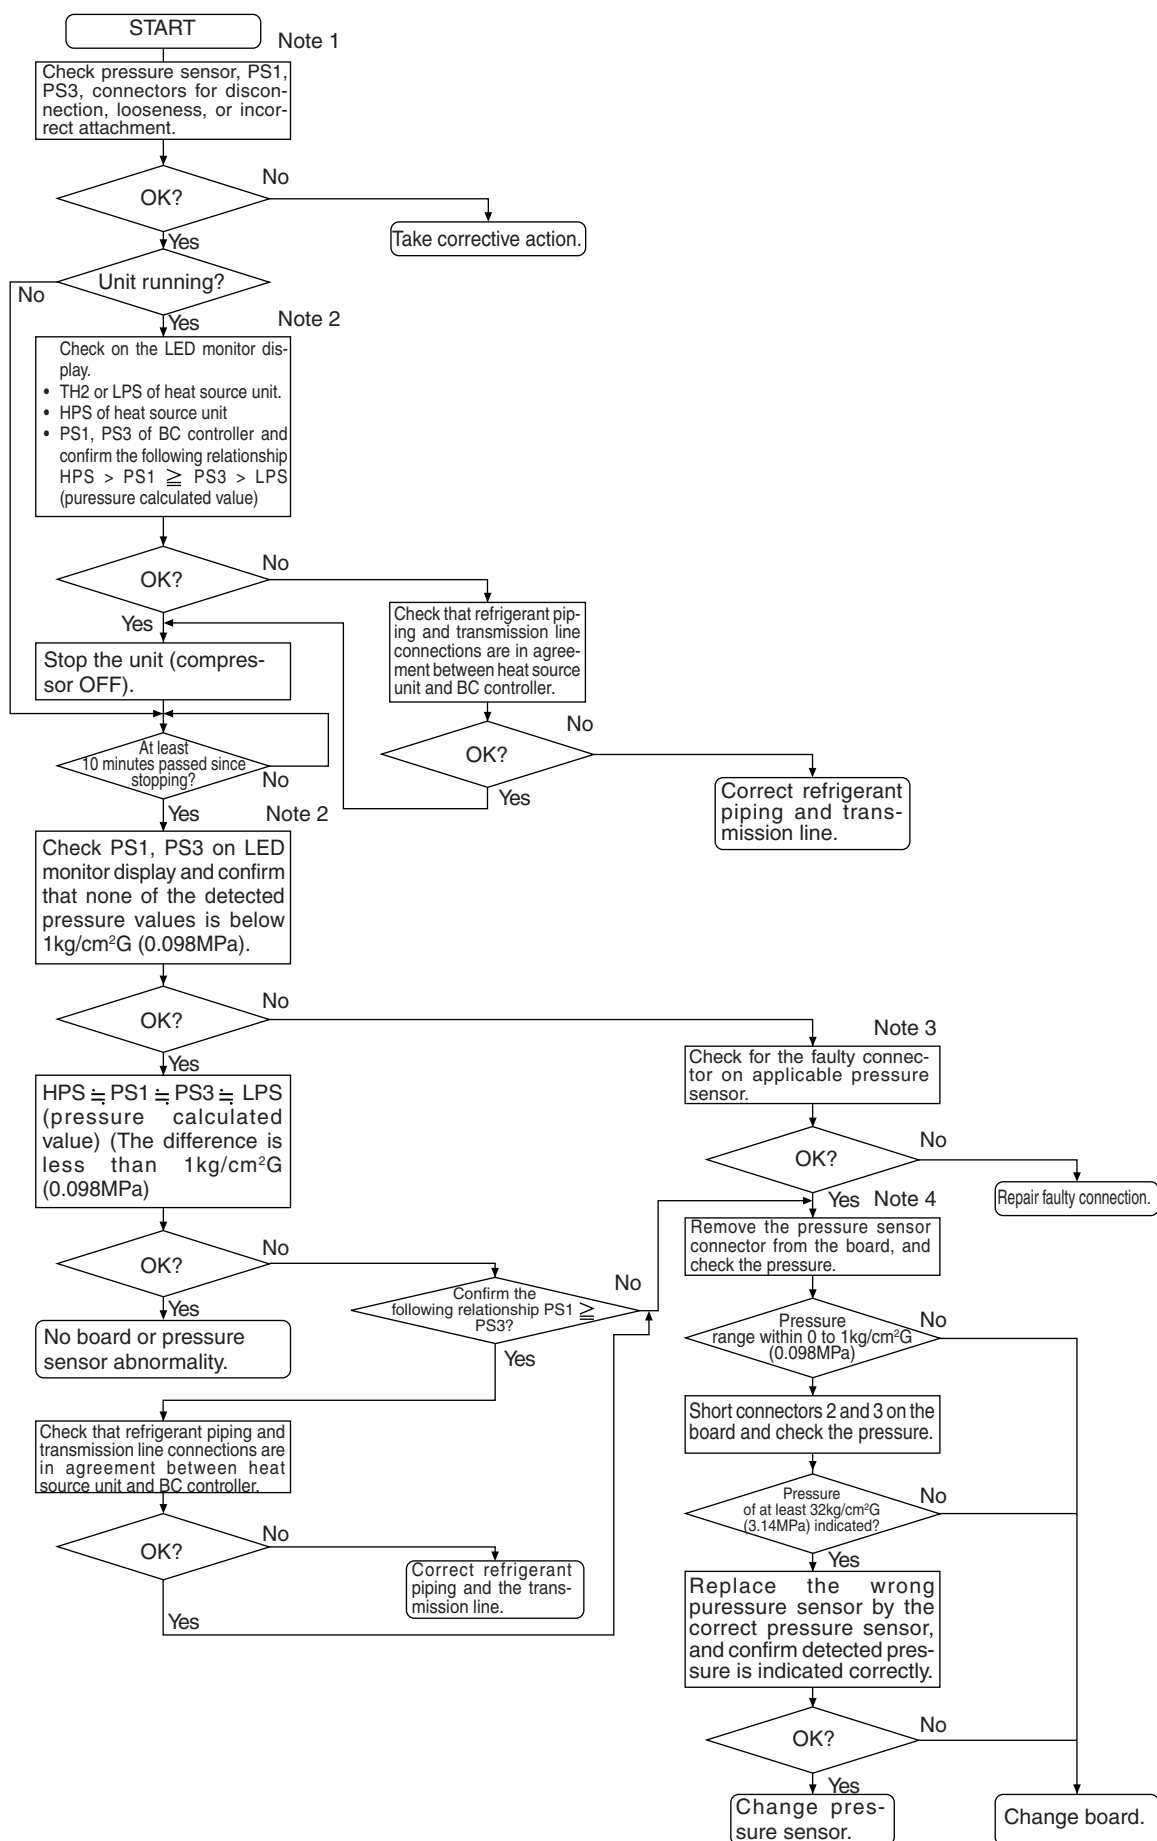 START
Note 1
Check pressure sensor, PS1,
PS3, connectors for discon-
nection, looseness, or incor-
rect attachment.
No
OK?
Take corrective action.
Yes
Unit running?
No
Yes
Note 2
Check on the LED monitor dis-
play.
• TH2 or LPS of heat source unit.
• HPS of heat source unit
• PS1, PS3 of BC controller and
confirm the following relationship
HPS > PS1 ≧ PS3 > LPS
(puressure calculated value)
No
OK?
Yes
Check that refrigerant pip-
ing and transmission line
connections are in agree-
ment between heat source
unit and BC controller.
Stop the unit (compres-
sor OFF).
No
OK?
Yes
Correct refrigerant
piping and trans-
mission line.
At least
10 minutes passed since
stopping?
No
Yes
Note 2
Check PS1, PS3 on LED
monitor display and confirm
that none of the detected
pressure values is below
1kg/cm²G (0.098MPa).
No
OK?
Yes
Note 3
Check for the faulty connec-
tor on applicable pressure
sensor.
HPS ≒ PS1 ≒ PS3 ≒ LPS
(pressure calculated
value) (The difference is
less than 1kg/cm²G
(0.098MPa)
No
OK?
Repair faulty connection.
Yes
Note 4
Remove the pressure sensor
connector from the board, and
check the pressure.
No
OK?
Yes
No board or pressure
sensor abnormality.
Confirm the
following relationship PS1 ≧
PS3?
No
Yes
Pressure
range within 0 to 1kg/cm²G
(0.098MPa)
No
Short connectors 2 and 3 on the
board and check the pressure.
Check that refrigerant piping and
transmission line connections are
in agreement between heat
source unit and BC controller.
Pressure
of at least 32kg/cm²G
(3.14MPa) indicated?
No
Yes
No
OK?
Yes
Correct refrigerant
piping and the trans-
mission line.
Replace the wrong
puressure sensor by the
correct pressure sensor,
and confirm detected pres-
sure is indicated correctly.
No
OK?
Yes
Change pres-
sure sensor.
Change board.